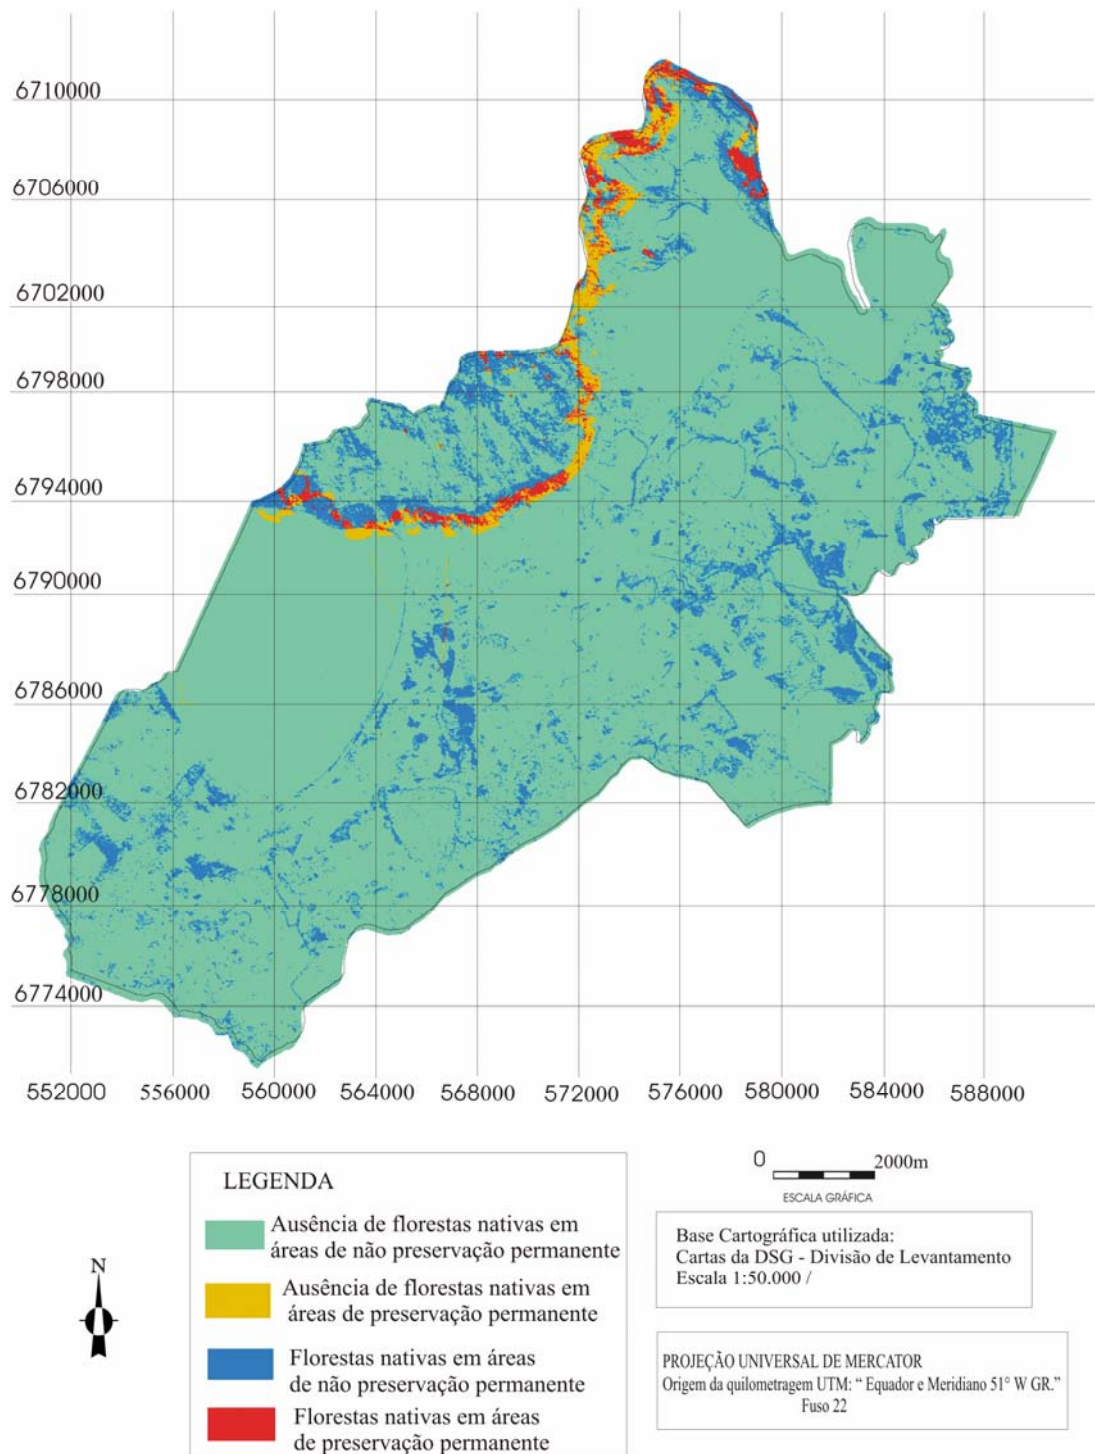 6710000
6706000
6702000
6798000
6794000
6790000
6786000
6782000
6778000
6774000
552000 556000 560000 564000 568000 572000 576000 580000 584000 588000
LEGENDA
Ausência de florestas nativas em
áreas de não preservação permanente
Ausência de florestas nativas em
áreas de preservação permanente
Florestas nativas em áreas
de não preservação permanente
Florestas nativas em áreas
de preservação permanente
N
0 2000m
ESCALA GRÁFICA
Base Cartográfica utilizada:
Cartas da DSG - Divisão de Levantamento
Escala 1:50.000 /
PROJEÇÃO UNIVERSAL DE MERCATOR
Origem da quilometragem UTM: “ Equador e Meridiano 51° W GR.”
Fuso 22